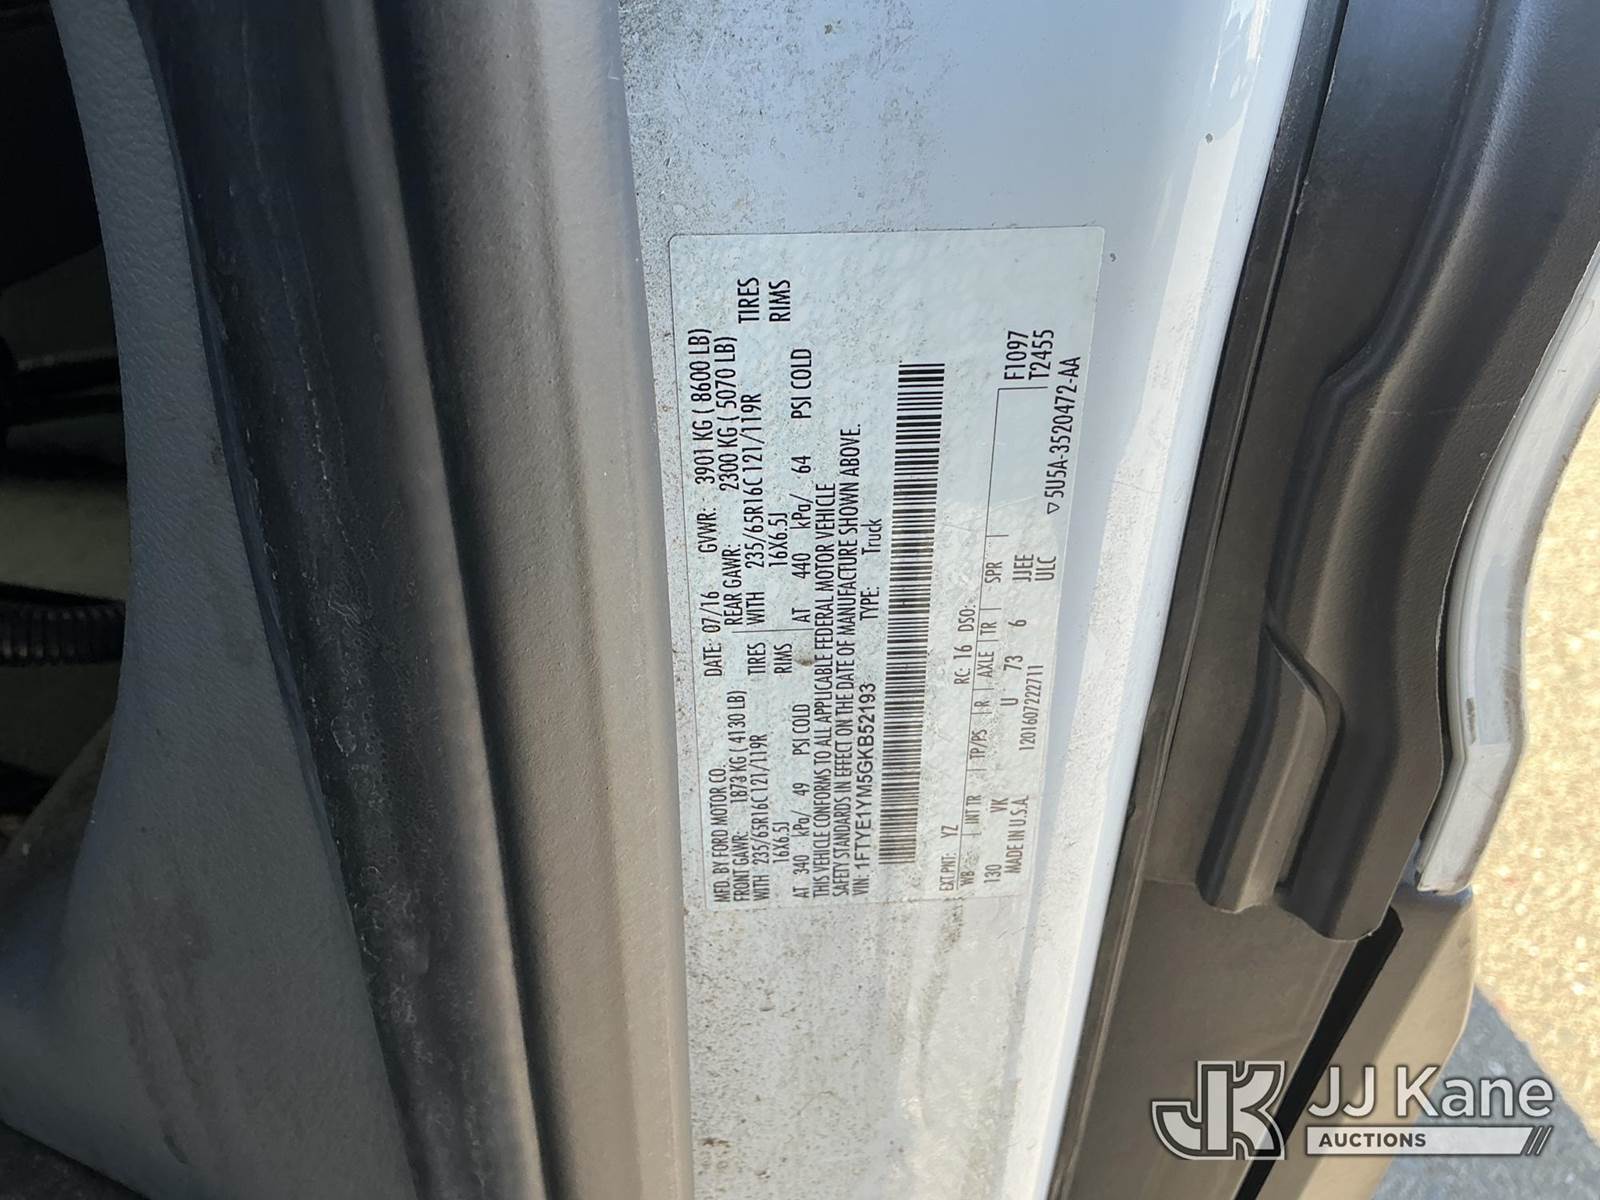 MFD. BY FORD MOTOR CO. DATE: 07/16 GVWR: 3901 KG ( 8600 LB)
FRONT GAWR: 1873 KG ( 4130 LB) REAR GAWR: 2300 KG ( 5070 LB)
WITH 235/65R16C 121/119R TIRES WITH 235/65R16C 121/119R TIRES
16X6.5J RIMS 16X6.5J RIMS
AT 340 kPa/ 49 PSI COLD AT 440 kPa/ 64 PSI COLD
THIS VEHICLE CONFORMS TO ALL APPLICABLE FEDERAL MOTOR VEHICLE
SAFETY STANDARDS IN EFFECT ON THE DATE OF MANUFACTURE SHOWN ABOVE.
VIN: 1FTYE1YM5GKB52193 TYPE: Truck
EXT PNT: YZ RC: 16 DSO:
WB INT TR TP/PS R AXLE TR SPR F1097
130 VK U 73 6 JJEE T2455
MADE IN U.S.A. 12016072227 11 ULC
▽ 5U5A-3520472-AA
JK
JJ Kane
AUCTIONS